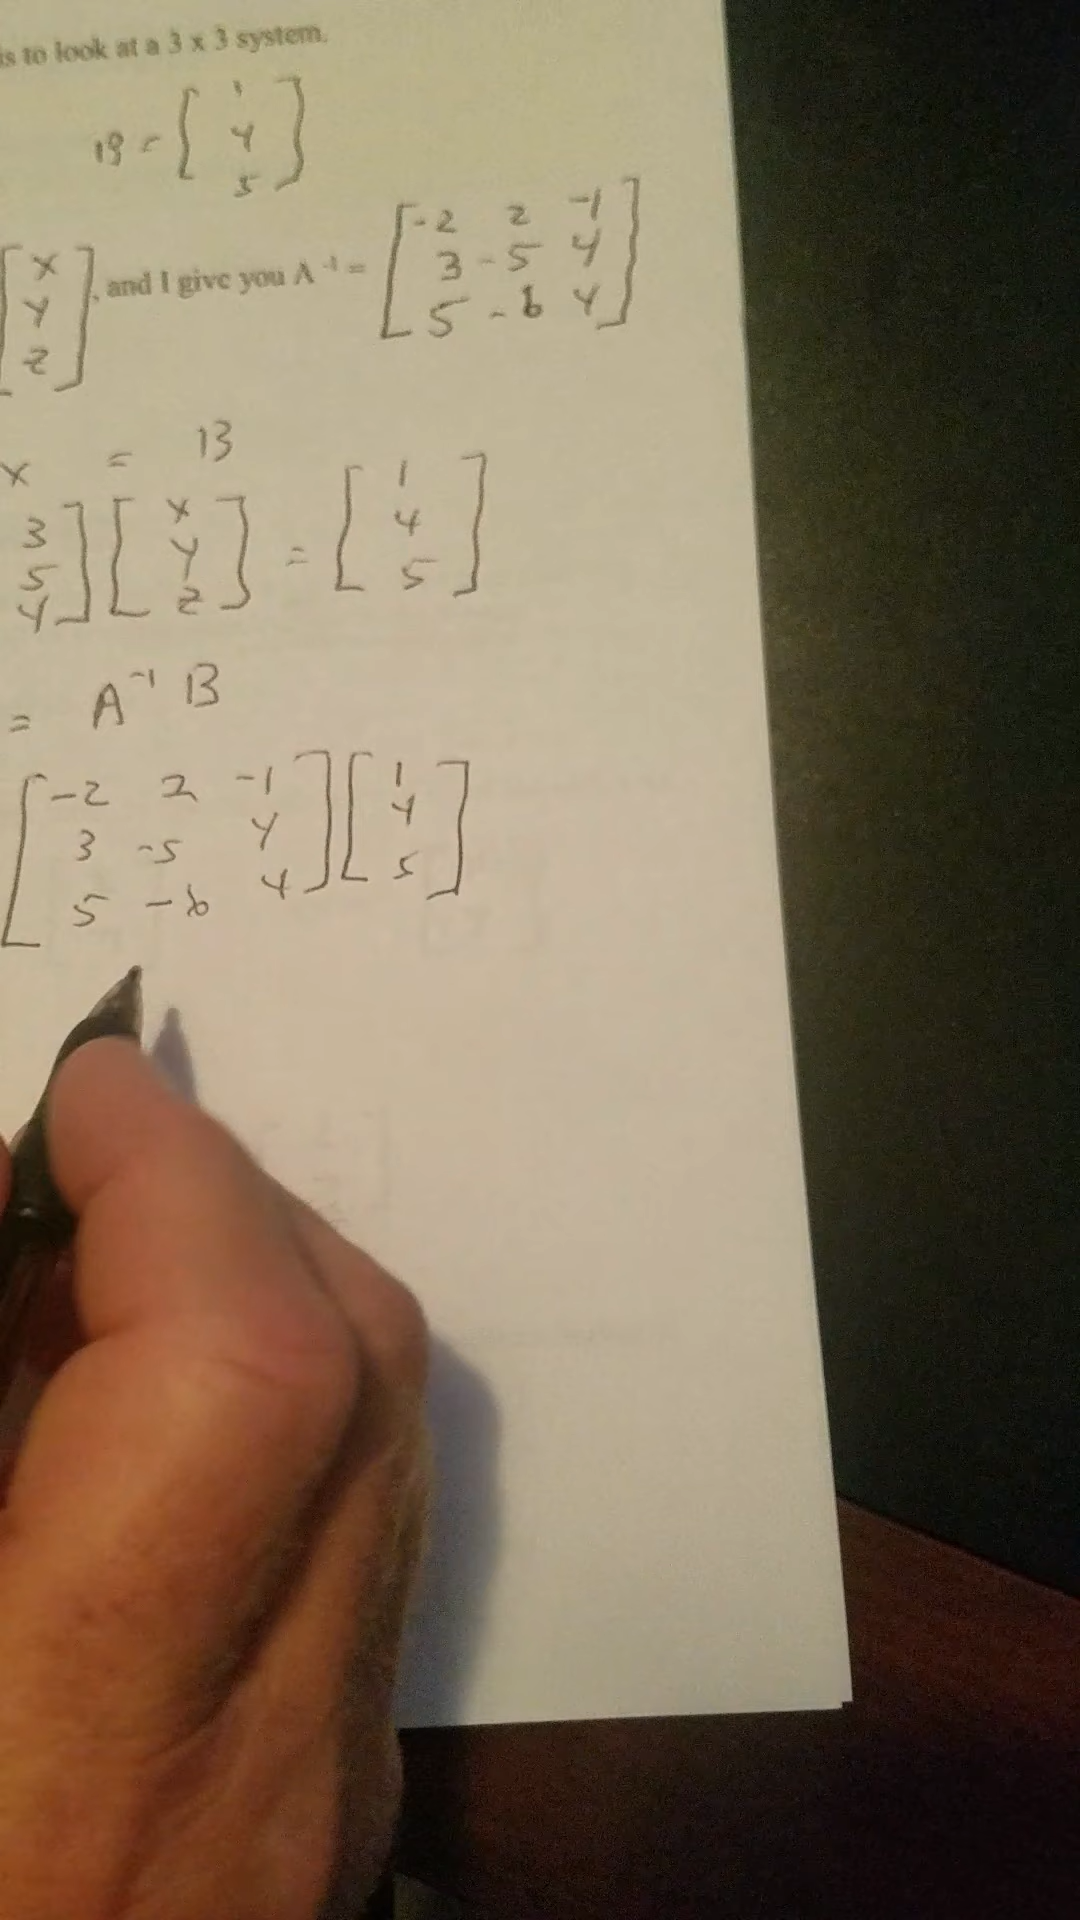 is to look at a 3 x 3 system.
B = [ 1
4
5 ]
[ x
y
z ], and I give you A⁻¹ = [ -2 2 -1
3 -5 4
5 -6 4 ]
x = B
3
5
4 ] [ x
y
z ] = [ 1
4
5 ]
= A⁻¹ B
[ -2 2 -1
3 -5 4
5 -6 4 ] [ 1
4
5 ]